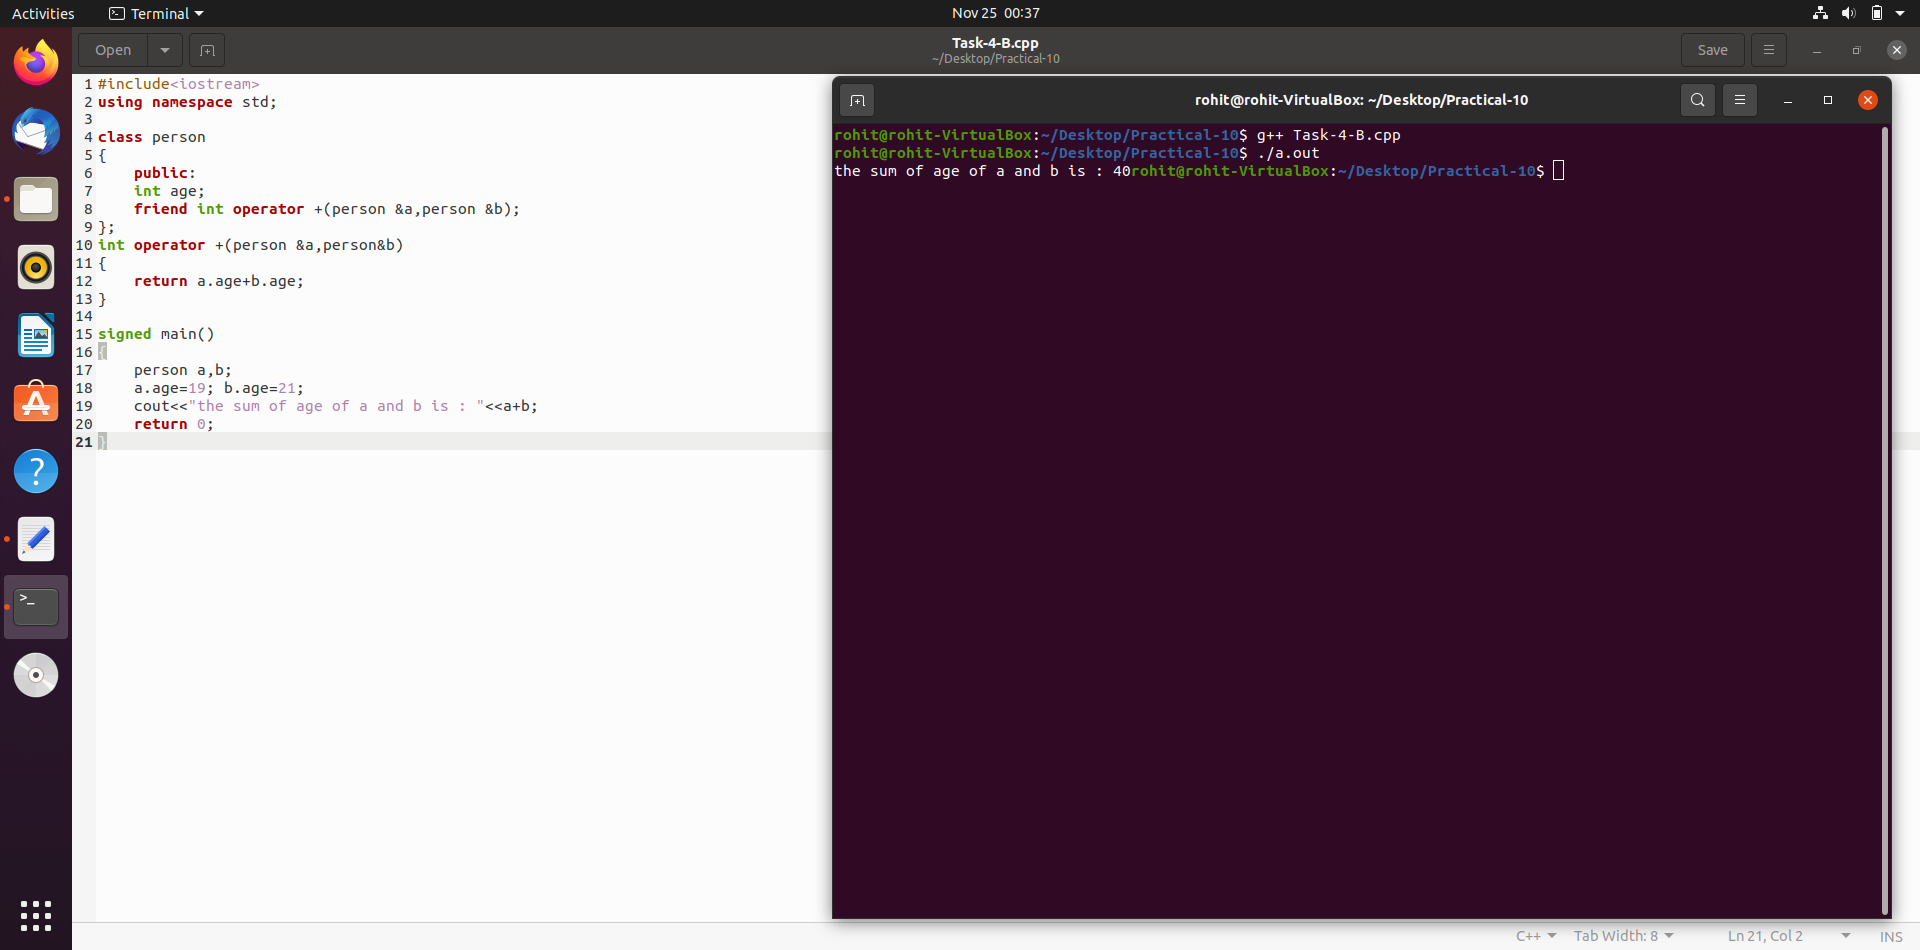 Activities Terminal Nov 25 00:37
Open Task-4-B.cpp Save
~/Desktop/Practical-10
1 #include<iostream>
2 using namespace std;
3
4 class person
5 {
6     public:
7     int age;
8     friend int operator +(person &a,person &b);
9 };
10 int operator +(person &a,person&b)
11 {
12     return a.age+b.age;
13 }
14
15 signed main()
16 {
17     person a,b;
18     a.age=19; b.age=21;
19     cout<<"the sum of age of a and b is : "<<a+b;
20     return 0;
21 }
rohit@rohit-VirtualBox: ~/Desktop/Practical-10
rohit@rohit-VirtualBox:~/Desktop/Practical-10$ g++ Task-4-B.cpp
rohit@rohit-VirtualBox:~/Desktop/Practical-10$ ./a.out
the sum of age of a and b is : 40rohit@rohit-VirtualBox:~/Desktop/Practical-10$
C++ Tab Width: 8 Ln 21, Col 2 INS